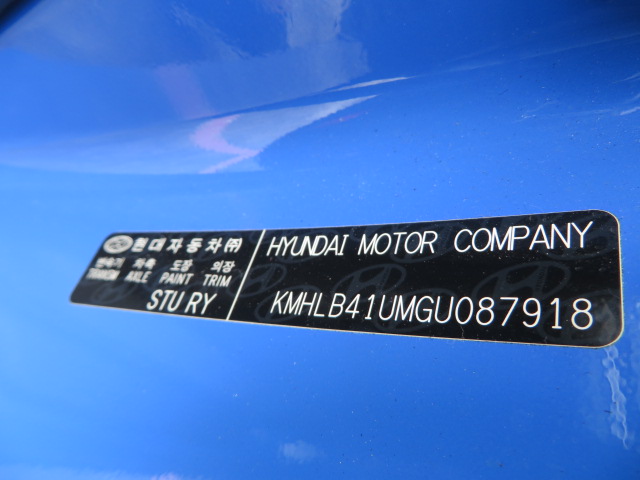 현대자동차㈜
변속기 차축 도장 외장
TRANSM AXLE PAINT TRIM
STU RY
HYUNDAI MOTOR COMPANY
KMHLB41UMGU087918